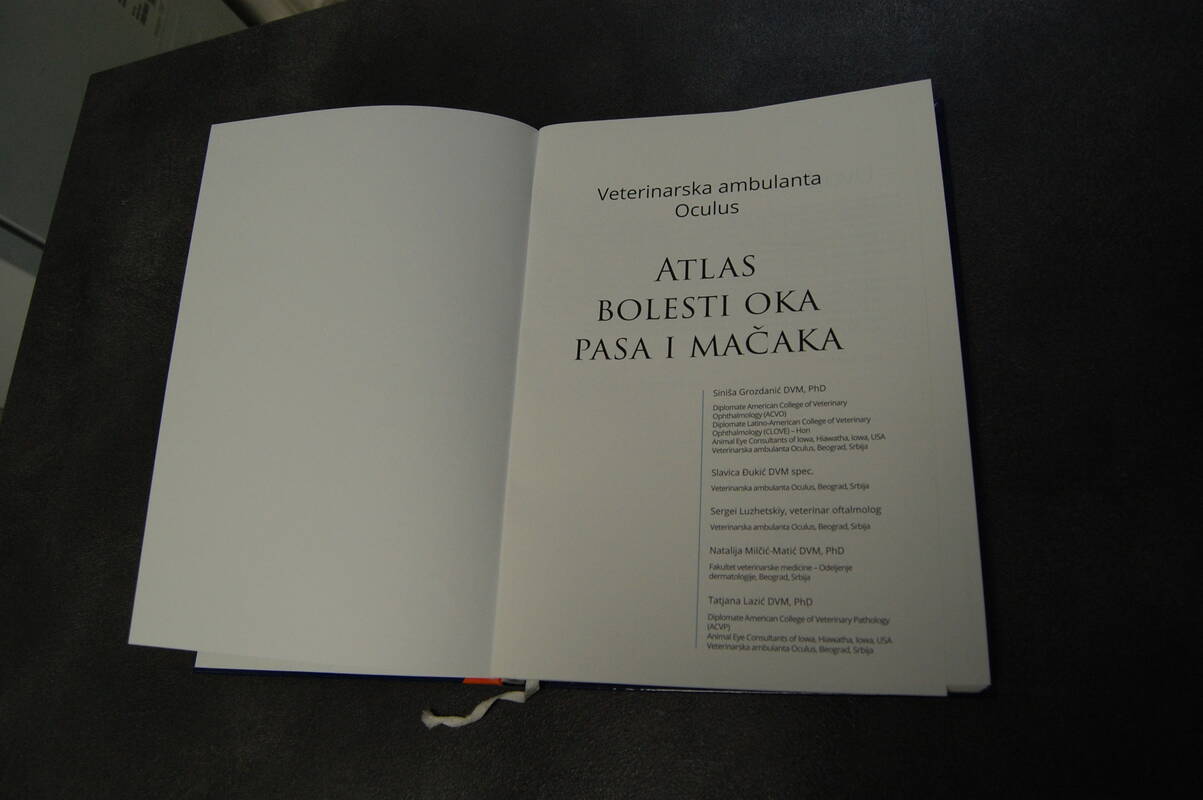 Veterinarska ambulanta
Oculus
ATLAS
BOLESTI OKA
PASA I MAČAKA
Siniša Grozdanić DVM, PhD
Diplomate American College of Veterinary
Ophthalmology (ACVO)
Diplomate Latino-American College of Veterinary
Ophthalmology (CLOVE) – Hon
Animal Eye Consultants of Iowa, Hiawatha, Iowa, USA
Veterinarska ambulanta Oculus, Beograd, Srbija
Slavica Đukić DVM spec.
Veterinarska ambulanta Oculus, Beograd, Srbija
Sergei Luzhetskiy, veterinar oftalmolog
Veterinarska ambulanta Oculus, Beograd, Srbija
Natalija Milčić-Matić DVM, PhD
Fakultet veterinarske medicine – Odeljenje
dermatologije, Beograd, Srbija
Tatjana Lazić DVM, PhD
Diplomate American College of Veterinary Pathology
(ACVP)
Animal Eye Consultants of Iowa, Hiawatha, Iowa, USA
Veterinarska ambulanta Oculus, Beograd, Srbija